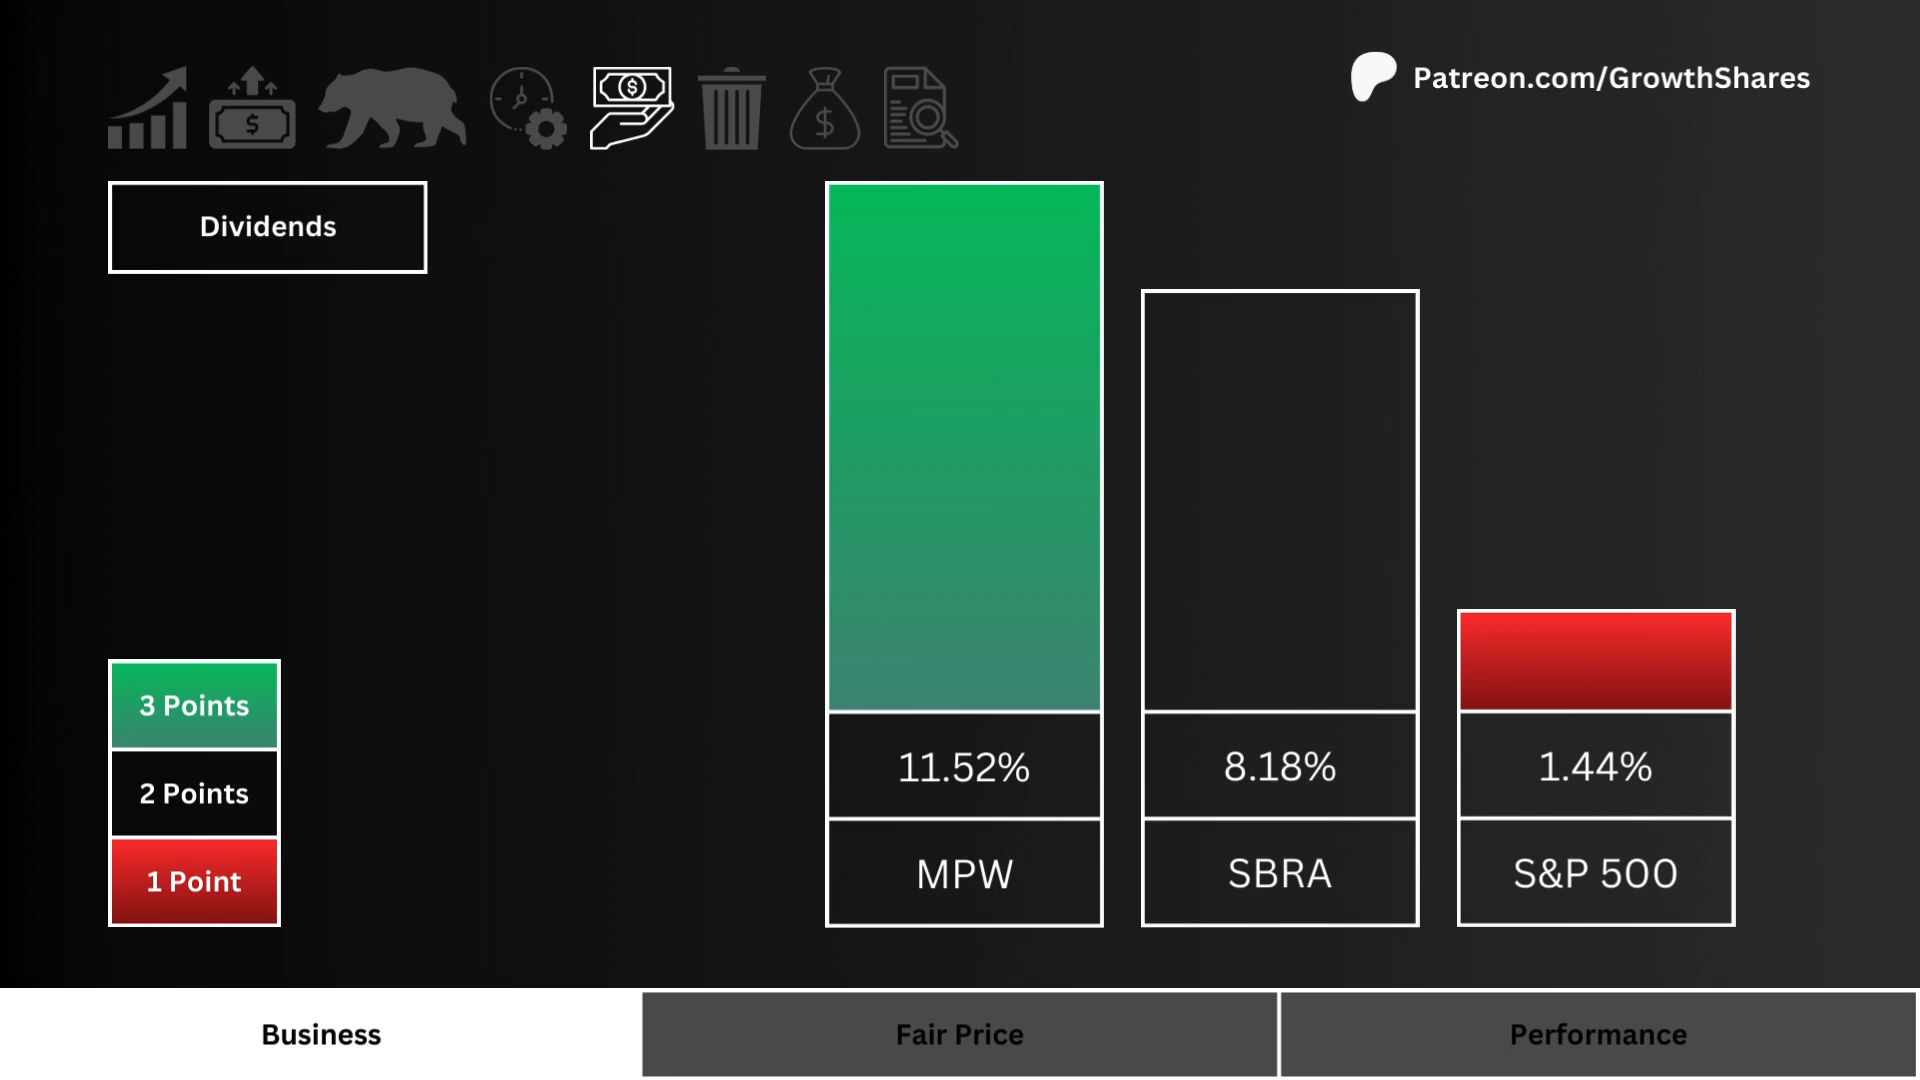 Patreon.com/GrowthShares
$
$
$
$
Dividends
3 Points
2 Points
1 Point
11.52%
8.18%
1.44%
MPW
SBRA
S&P 500
Business
Fair Price
Performance